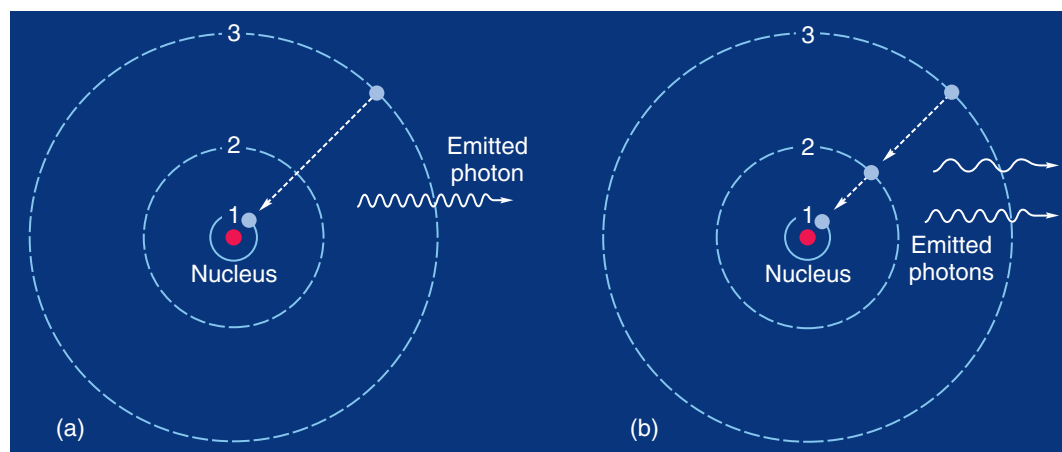 3
2
1
Nucleus
Emitted
photon
(a)
3
2
1
Nucleus
Emitted
photons
(b)